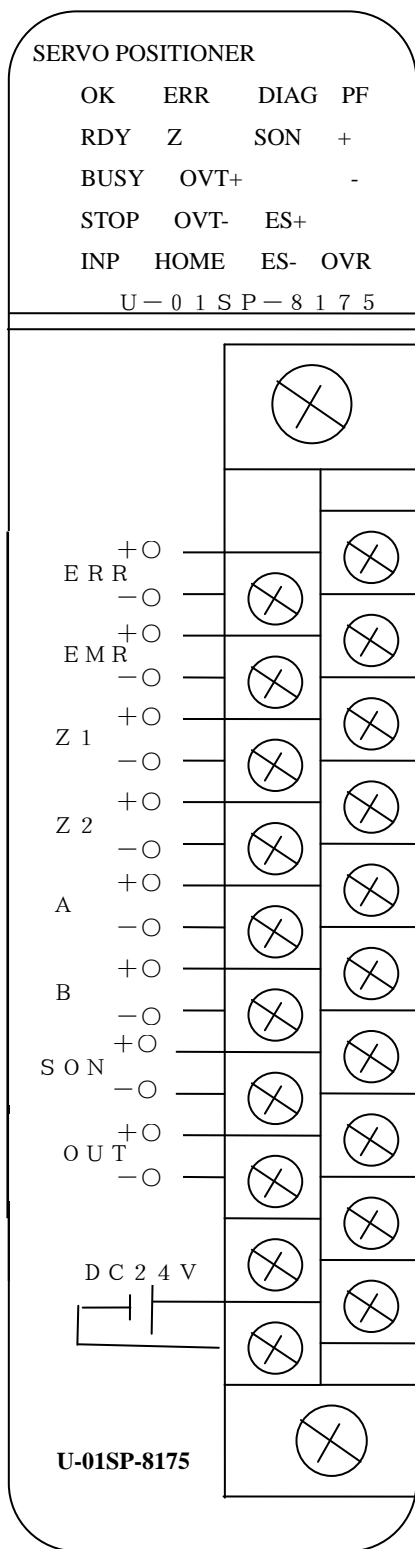 SERVO POSITIONER
OK ERR DIAG PF
RDY Z SON +
BUSY OVT+ -
STOP OVT- ES+
INP HOME ES- OVR
U－０１ＳＰ－８１７５
+○
ERR
−○
+○
EMR
−○
+○
Z1
−○
+○
Z2
−○
+○
A
−○
+○
B
−○
+○
SON
−○
+○
OUT
−○
DC24V
U-01SP-8175